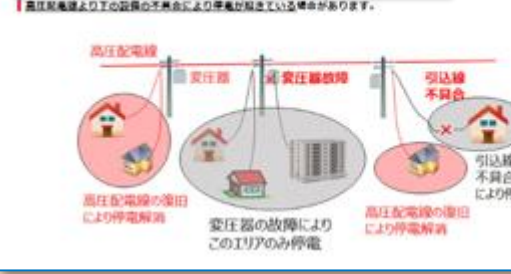 高圧配電線より下の設備の不具合により停電が起きている場合があります。
高圧配電線
変圧器
変圧器故障
引込線
不具合
高圧配電線の復旧
により停電解消
変圧器の故障により
このエリアのみ停電
高圧配電線の復旧
により停電解消
引込線
不具合
により停